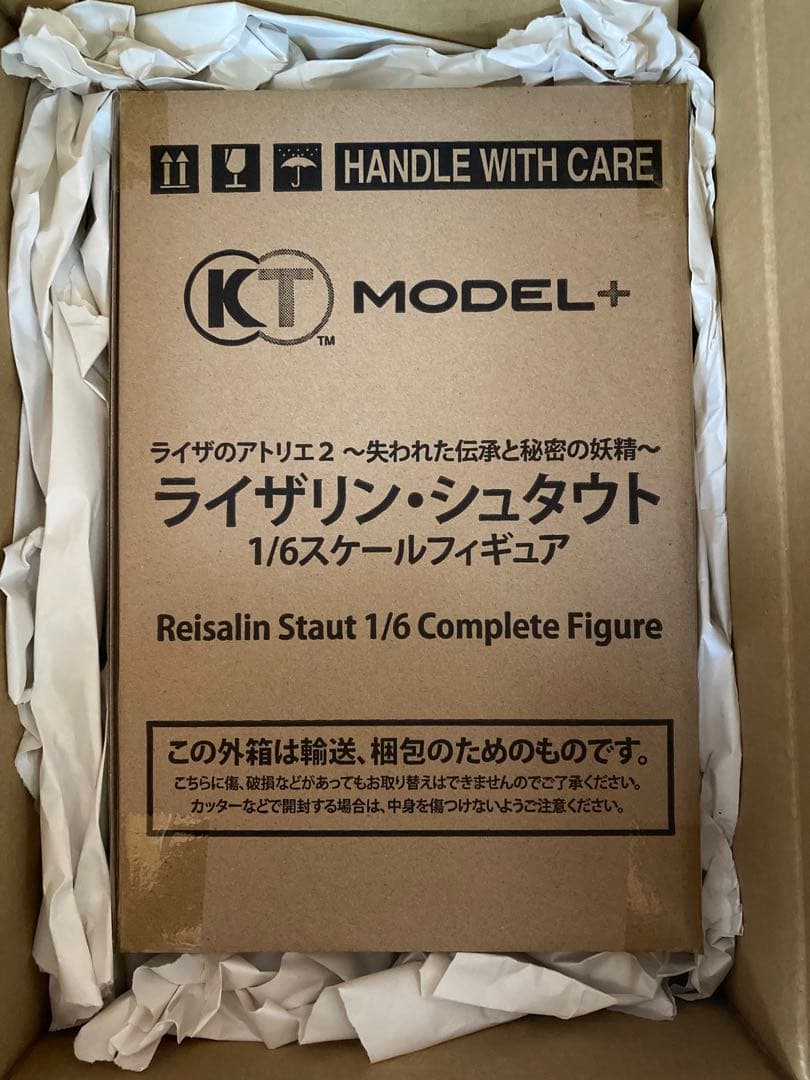 HANDLE WITH CARE
KT MODEL+
TM
ライザのアトリエ2 ～失われた伝承と秘密の妖精～
ライザリン・シュタウト
1/6スケールフィギュア
Reisalin Staut 1/6 Complete Figure
この外箱は輸送、梱包のためのものです。
こちらに傷、破損などがあってもお取り替えはできませんのでご了承ください。
カッターなどで開封する場合は、中身を傷つけないようご注意ください。